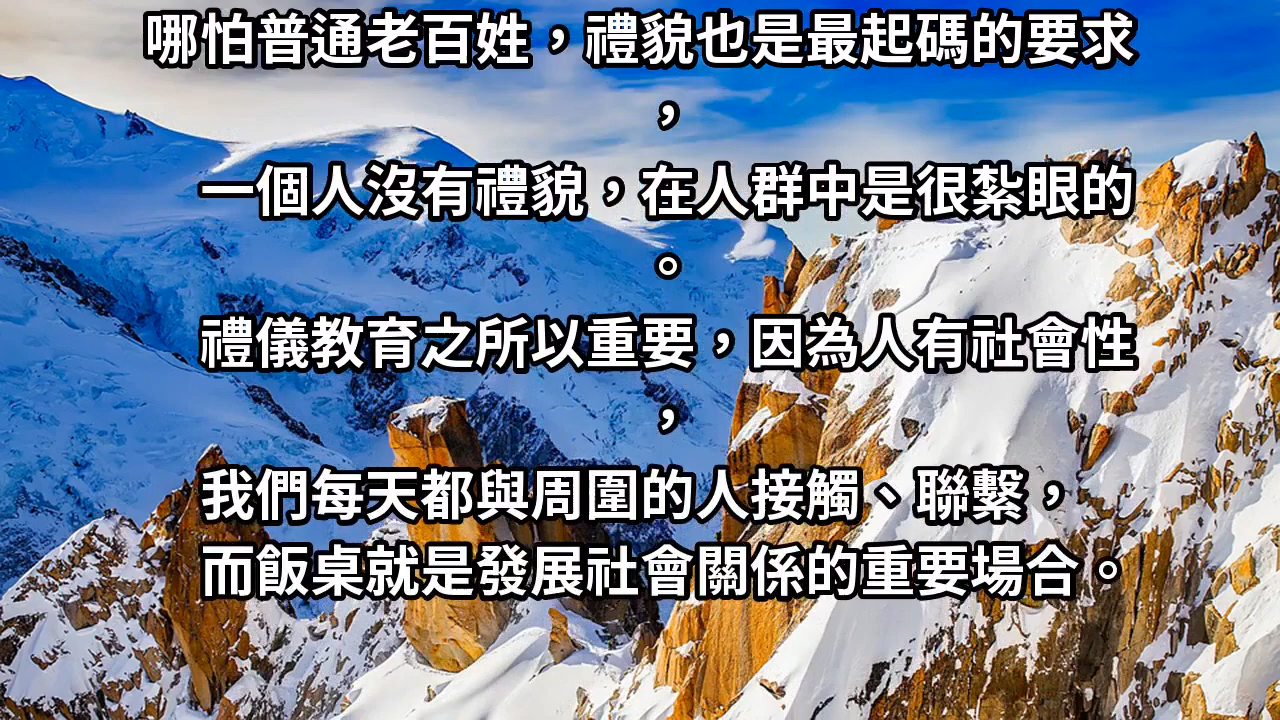 哪怕普通老百姓，禮貌也是最起碼的要求
，
一個人沒有禮貌，在人群中是很紮眼的
。
禮儀教育之所以重要，因為人有社會性
，
我們每天都與周圍的人接觸、聯繫，
而飯桌就是發展社會關係的重要場合。